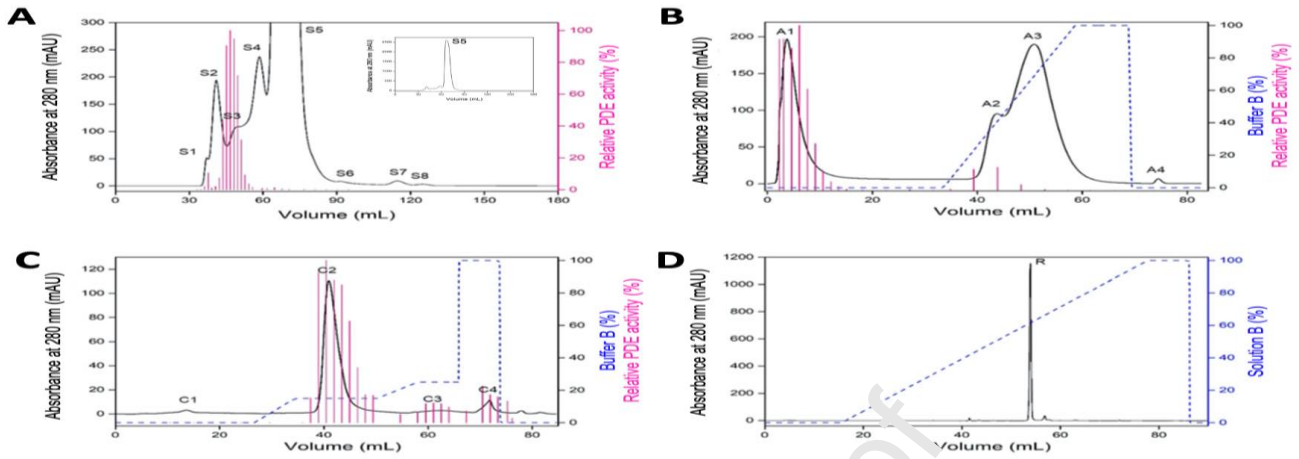 A
Absorbance at 280 nm (mAU)
300
250
200
150
100
50
0
S1
S2
S3
S4
S5
S6
S7
S8
S5
Volume (mL)
0
30
60
90
120
150
180
Volume (mL)
100
80
60
40
20
0
Relative PDE activity (%)
B
Absorbance at 280 nm (mAU)
200
150
100
50
0
A1
A2
A3
A4
0
20
40
60
80
Volume (mL)
100
80
60
40
20
0
Buffer B (%)
Relative PDE activity (%)
C
Absorbance at 280 nm (mAU)
120
100
80
60
40
20
0
C1
C2
C3
C4
0
20
40
60
80
Volume (mL)
100
80
60
40
20
0
Buffer B (%)
Relative PDE activity (%)
D
Absorbance at 280 nm (mAU)
1200
1000
800
600
400
200
0
R
0
20
40
60
80
Volume (mL)
100
80
60
40
20
0
Solution B (%)